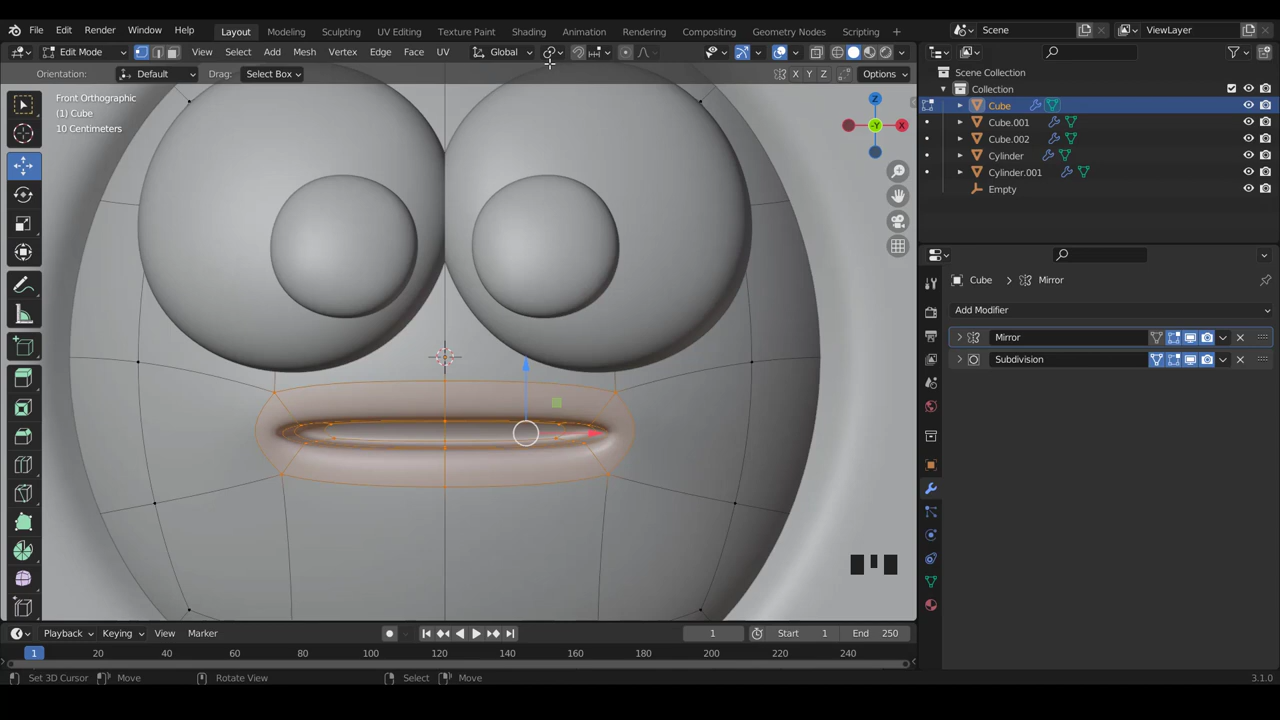 File Edit Render Window Help Layout Modeling Sculpting UV Editing Texture Paint Shading Animation Rendering Compositing Geometry Nodes Scripting Scene ViewLayer
Edit Mode View Select Add Mesh Vertex Edge Face UV Global
Orientation: Default Drag: Select Box X Y Z Options
Front Orthographic
(1) Cube
10 Centimeters
Z
-Y X
Scene Collection
Collection
Cube
Cube.001
Cube.002
Cylinder
Cylinder.001
Empty
Cube Mirror
Add Modifier
Mirror
Subdivision
Playback Keying View Marker 1 Start 1 End 250
1 20 40 60 80 100 120 140 160 180 200 220 240
Set 3D Cursor Move Rotate View Select Move 3.1.0